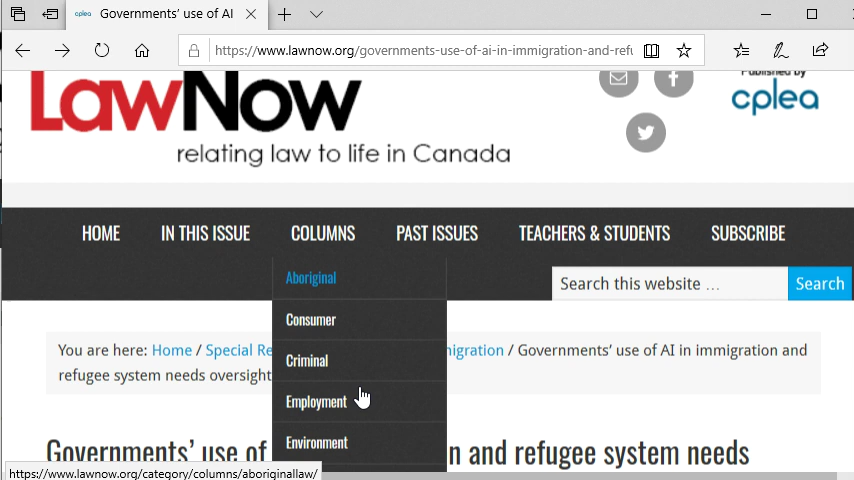 Governments' use of AI
https://www.lawnow.org/governments-use-of-ai-in-immigration-and-refu
LawNow
relating law to life in Canada
Published by
cplea
HOME IN THIS ISSUE COLUMNS PAST ISSUES TEACHERS & STUDENTS SUBSCRIBE
Aboriginal
Search this website … Search
Consumer
Criminal
Employment
Environment
You are here: Home / Special Re migration / Governments' use of AI in immigration and
refugee system needs oversight
Governments' use of n and refugee system needs
https://www.lawnow.org/category/columns/aboriginallaw/